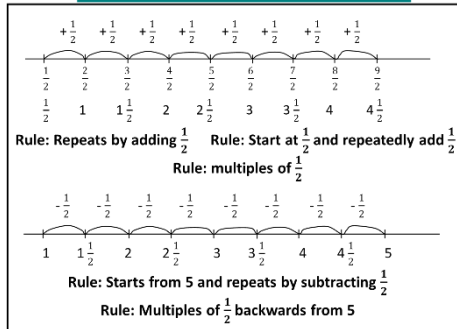 + 1/2 + 1/2 + 1/2 + 1/2 + 1/2 + 1/2 + 1/2 + 1/2
1/2 2/2 3/2 4/2 5/2 6/2 7/2 8/2 9/2
1/2 1 1 1/2 2 2 1/2 3 3 1/2 4 4 1/2
Rule: Repeats by adding 1/2 Rule: Start at 1/2 and repeatedly add 1/2
Rule: multiples of 1/2
- 1/2 - 1/2 - 1/2 - 1/2 - 1/2 - 1/2 - 1/2 - 1/2
1 1 1/2 2 2 1/2 3 3 1/2 4 4 1/2 5
Rule: Starts from 5 and repeats by subtracting 1/2
Rule: Multiples of 1/2 backwards from 5